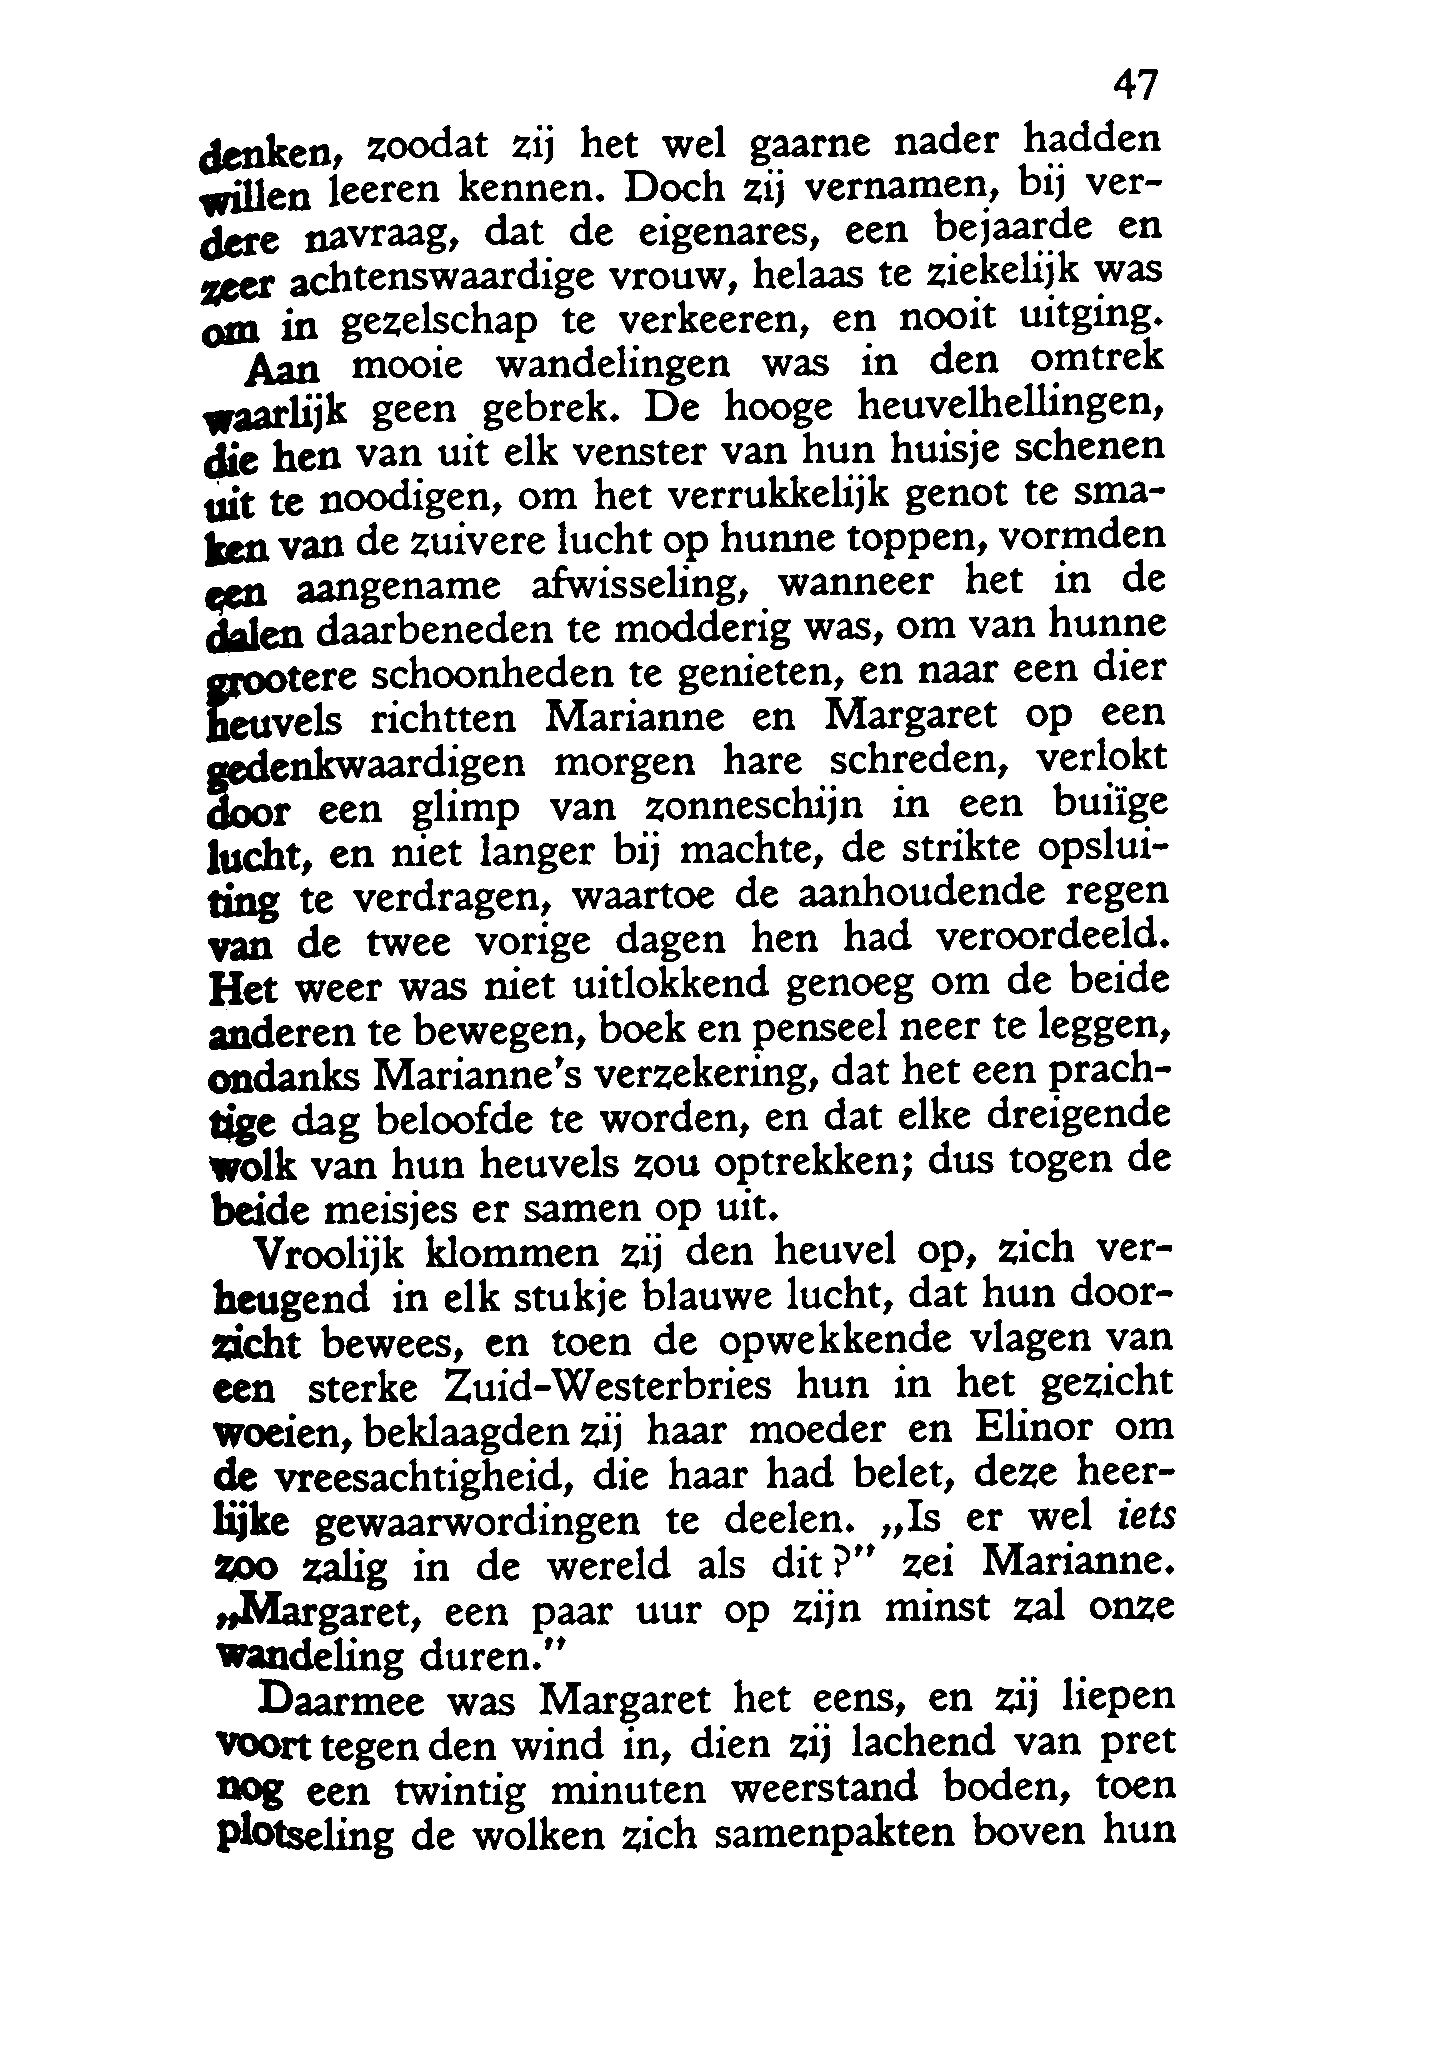 47
denken, zoodat zij het wel gaarne nader hadden
willen leeren kennen. Doch zij vernamen, bij ver-
dere navraag, dat de eigenares, een bejaarde en
zeer achtenswaardige vrouw, helaas te ziekelijk was
om in gezelschap te verkeeren, en nooit uitging.
Aan mooie wandelingen was in den omtrek
waarlijk geen gebrek. De hooge heuvelhellingen,
die hen van uit elk venster van hun huisje schenen
uit te noodigen, om het verrukkelijk genot te sma-
ken van de zuivere lucht op hunne toppen, vormden
een aangename afwisseling, wanneer het in de
dalen daarbeneden te modderig was, om van hunne
grootere schoonheden te genieten, en naar een dier
heuvels richtten Marianne en Margaret op een
gedenkwaardigen morgen hare schreden, verlokt
door een glimp van zonneschijn in een buiïge
lucht, en niet langer bij machte, de strikte opslui-
ting te verdragen, waartoe de aanhoudende regen
van de twee vorige dagen hen had veroordeeld.
Het weer was niet uitlokkend genoeg om de beide
anderen te bewegen, boek en penseel neer te leggen,
ondanks Marianne's verzekering, dat het een prach-
tige dag beloofde te worden, en dat elke dreigende
wolk van hun heuvels zou optrekken; dus togen de
beide meisjes er samen op uit.
Vroolijk klommen zij den heuvel op, zich ver-
heugend in elk stukje blauwe lucht, dat hun door-
zicht bewees, en toen de opwekkende vlagen van
een sterke Zuid-Westerbries hun in het gezicht
woeien, beklaagden zij haar moeder en Elinor om
de vreesachtigheid, die haar had belet, deze heer-
lijke gewaarwordingen te deelen. „Is er wel iets
zoo zalig in de wereld als dit?" zei Marianne.
„Margaret, een paar uur op zijn minst zal onze
wandeling duren."
Daarmee was Margaret het eens, en zij liepen
voort tegen den wind in, dien zij lachend van pret
nog een twintig minuten weerstand boden, toen
plotseling de wolken zich samenpakten boven hun